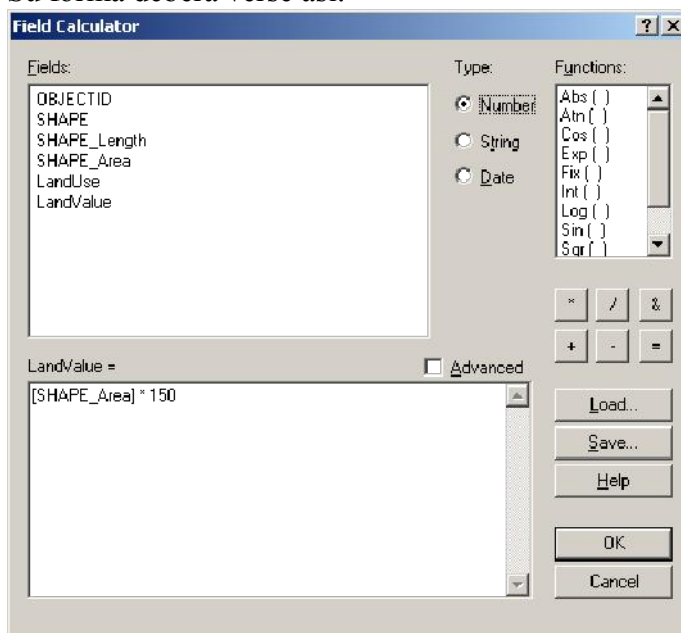 Su forma deberá verse así:
Field Calculator
Fields:
OBJECTID
SHAPE
SHAPE_Length
SHAPE_Area
LandUse
LandValue
Type:
Number
String
Date
Functions:
Abs ( )
Atn ( )
Cos ( )
Exp ( )
Fix ( )
Int ( )
Log ( )
Sin ( )
Sqr ( )
* / &
+ - =
LandValue =
Advanced
[SHAPE_Area] * 150
Load...
Save...
Help
OK
Cancel